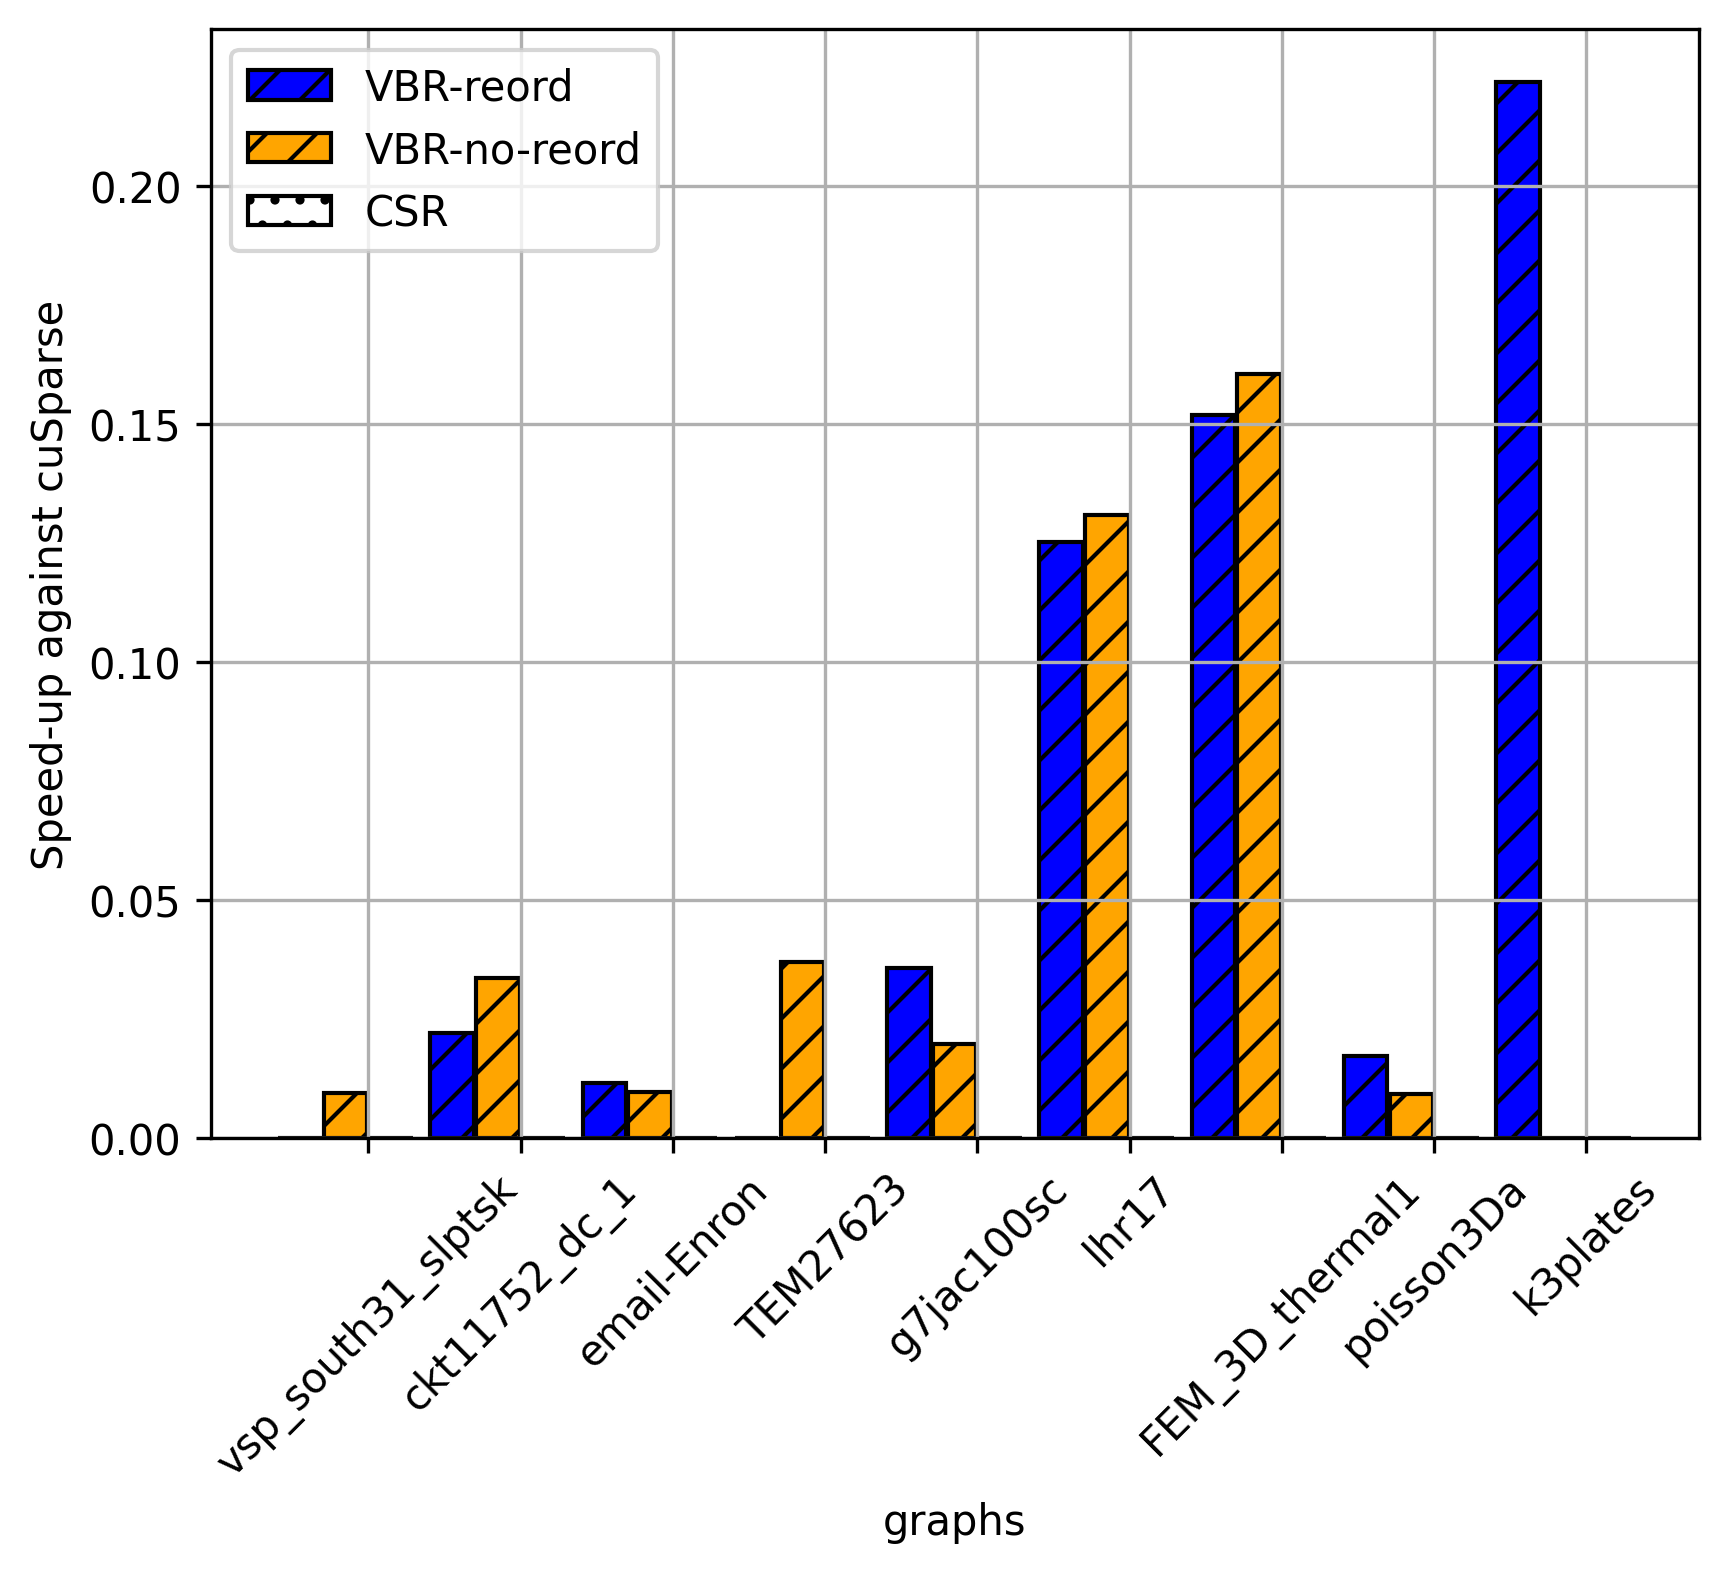 VBR-reord
VBR-no-reord
CSR
Speed-up against cuSparse
0.20
0.15
0.10
0.05
0.00
vsp_south31_slptsk
ckt11752_dc_1
email-Enron
TEM27623
g7jac100sc
lhr17
FEM_3D_thermal1
poisson3Da
k3plates
graphs